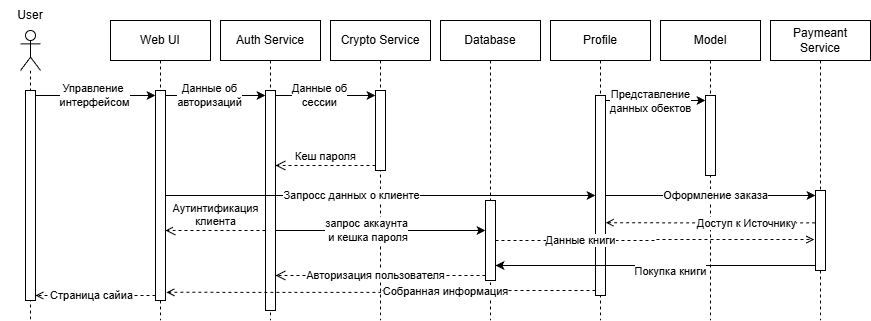 User
Web UI
Auth Service
Crypto Service
Database
Profile
Model
Paymeant
Service
Управление
интерфейсом
Данные об
авторизаций
Данные об
сессии
Представление
данных обектов
Кеш пароля
Запросс данных о клиенте
Оформление заказа
Аутинтификация
клиента
запрос аккаунта
и кешка пароля
Доступ к Источнику
Данные книги
Покупка книги
Авторизация пользователя
Собранная информация
Страница сайиа